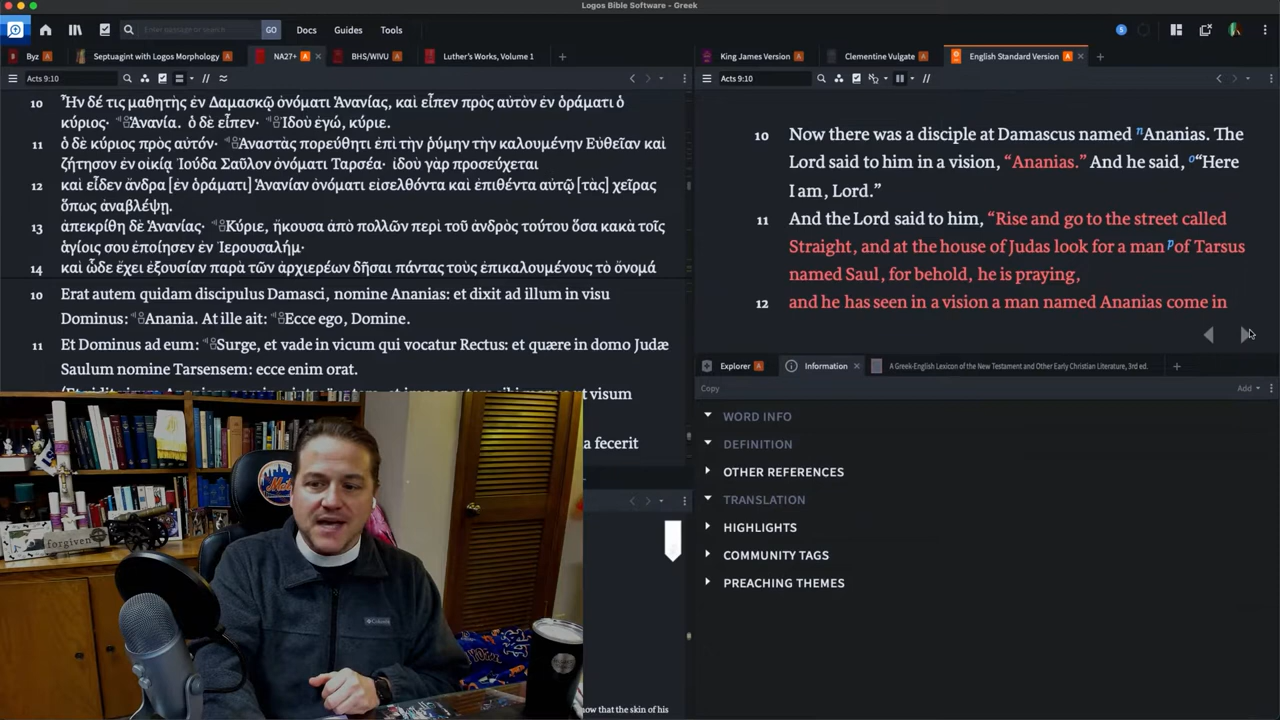 Logos Bible Software - Greek
Enter passage or search
GO
Docs
Guides
Tools
S
Byz A
Septuagint with Logos Morphology A
NA27+ A
BHS/WIVU A
Luther's Works, Volume 1
King James Version A
Clementine Vulgate A
English Standard Version A
Acts 9:10
10 Ἦν δέ τις μαθητὴς ἐν Δαμασκῷ ὀνόματι Ἁνανίας, καὶ εἶπεν πρὸς αὐτὸν ἐν ὁράματι ὁ
κύριος· Ἁνανία. ὁ δὲ εἶπεν· Ἰδοὺ ἐγώ, κύριε.
11 ὁ δὲ κύριος πρὸς αὐτόν· Ἀναστὰς πορεύθητι ἐπὶ τὴν ῥύμην τὴν καλουμένην Εὐθεῖαν καὶ
ζήτησον ἐν οἰκίᾳ Ἰούδα Σαῦλον ὀνόματι Ταρσέα· ἰδοὺ γὰρ προσεύχεται
12 καὶ εἶδεν ἄνδρα [ἐν ὁράματι] Ἁνανίαν ὀνόματι εἰσελθόντα καὶ ἐπιθέντα αὐτῷ [τὰς] χεῖρας
ὅπως ἀναβλέψῃ.
13 ἀπεκρίθη δὲ Ἁνανίας· Κύριε, ἤκουσα ἀπὸ πολλῶν περὶ τοῦ ἀνδρὸς τούτου ὅσα κακὰ τοῖς
ἁγίοις σου ἐποίησεν ἐν Ἰερουσαλήμ·
14 καὶ ὧδε ἔχει ἐξουσίαν παρὰ τῶν ἀρχιερέων δῆσαι πάντας τοὺς ἐπικαλουμένους τὸ ὄνομά
10 Erat autem quidam discipulus Damasci, nomine Ananias: et dixit ad illum in visu
Dominus: Anania. At ille ait: Ecce ego, Domine.
11 Et Dominus ad eum: Surge, et vade in vicum qui vocatur Rectus: et quære in domo Judæ
Saulum nomine Tarsensem: ecce enim orat.
t visum
a fecerit
now that the skin of his
forgiven
Columbia
Acts 9:10
10 Now there was a disciple at Damascus named n Ananias. The
Lord said to him in a vision, “Ananias.” And he said, o “Here
I am, Lord.”
11 And the Lord said to him, “Rise and go to the street called
Straight, and at the house of Judas look for a man p of Tarsus
named Saul, for behold, he is praying,
12 and he has seen in a vision a man named Ananias come in
Explorer A
Information
A Greek-English Lexicon of the New Testament and Other Early Christian Literature, 3rd ed.
Copy
Add
WORD INFO
DEFINITION
OTHER REFERENCES
TRANSLATION
HIGHLIGHTS
COMMUNITY TAGS
PREACHING THEMES